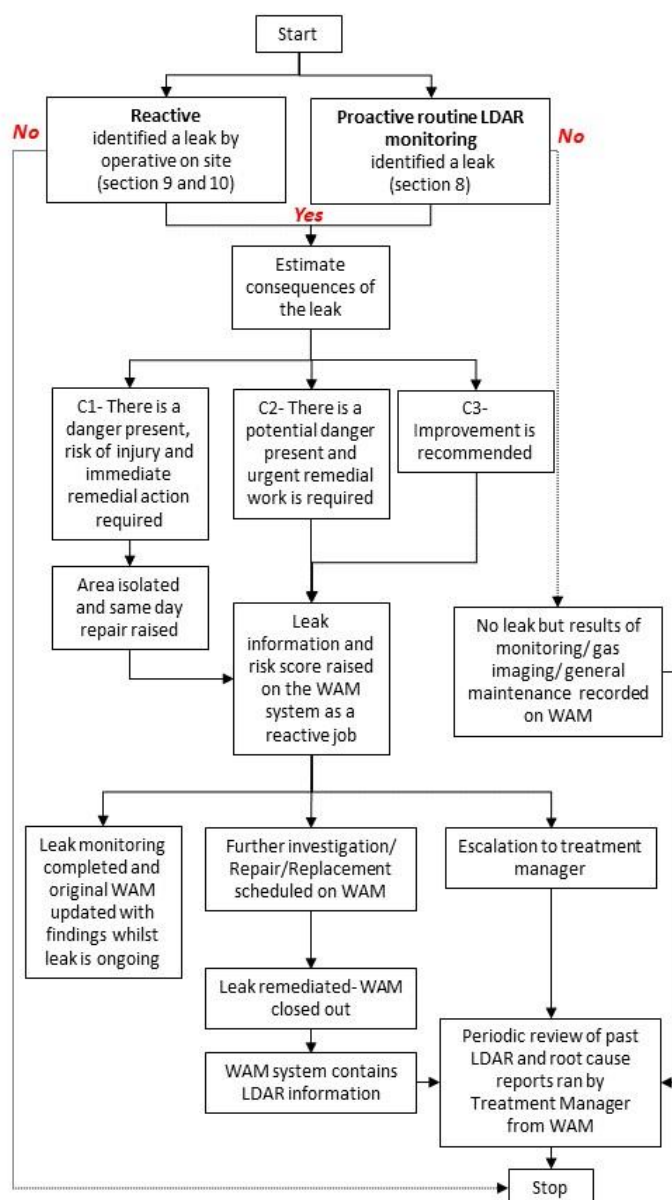 Start
Reactive
identified a leak by
operative on site
(section 9 and 10)
Proactive routine LDAR
monitoring
identified a leak
(section 8)
No
No
Yes
Estimate
consequences of
the leak
C1- There is a
danger present,
risk of injury and
immediate
remedial action
required
C2- There is a
potential danger
present and
urgent remedial
work is required
C3-
Improvement is
recommended
Area isolated
and same day
repair raised
Leak
information and
risk score raised
on the WAM
system as a
reactive job
No leak but results of
monitoring/ gas
imaging/ general
maintenance recorded
on WAM
Leak monitoring
completed and
original WAM
updated with
findings whilst
leak is ongoing
Further investigation/
Repair/Replacement
scheduled on WAM
Escalation to treatment
manager
Leak remediated- WAM
closed out
WAM system contains
LDAR information
Periodic review of past
LDAR and root cause
reports ran by
Treatment Manager
from WAM
Stop